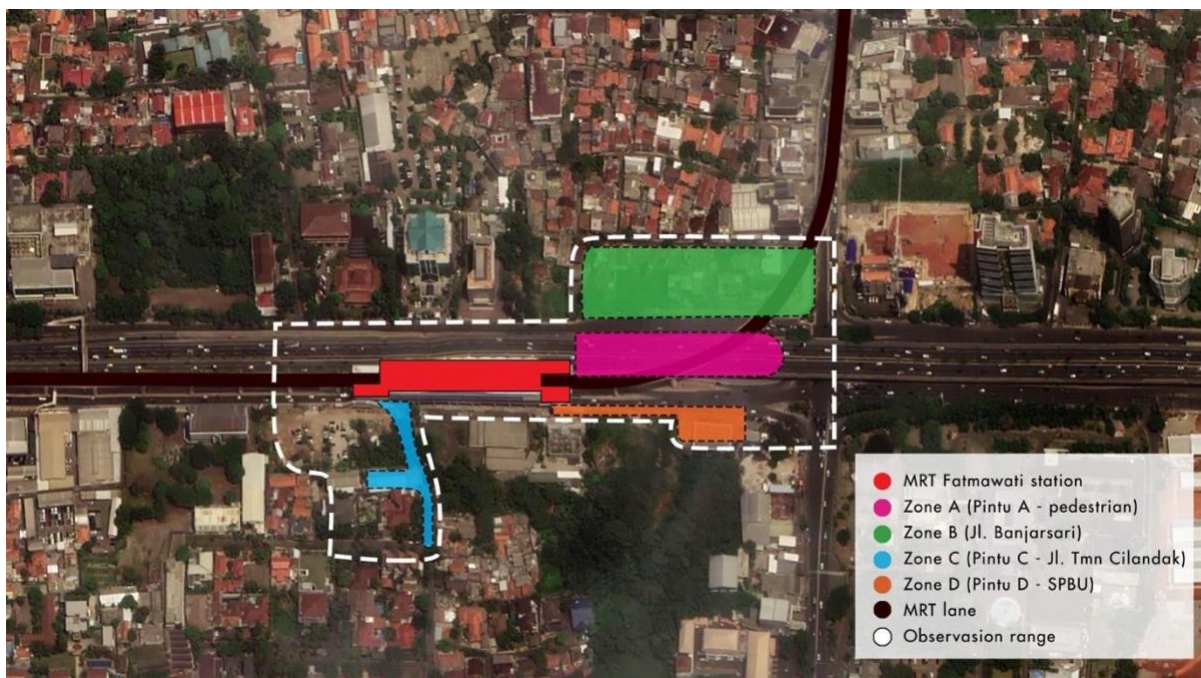 MRT Fatmawati station
Zone A (Pintu A - pedestrian)
Zone B (Jl. Banjarsari)
Zone C (Pintu C - Jl. Tmn Cilandak)
Zone D (Pintu D - SPBU)
MRT lane
Observasion range